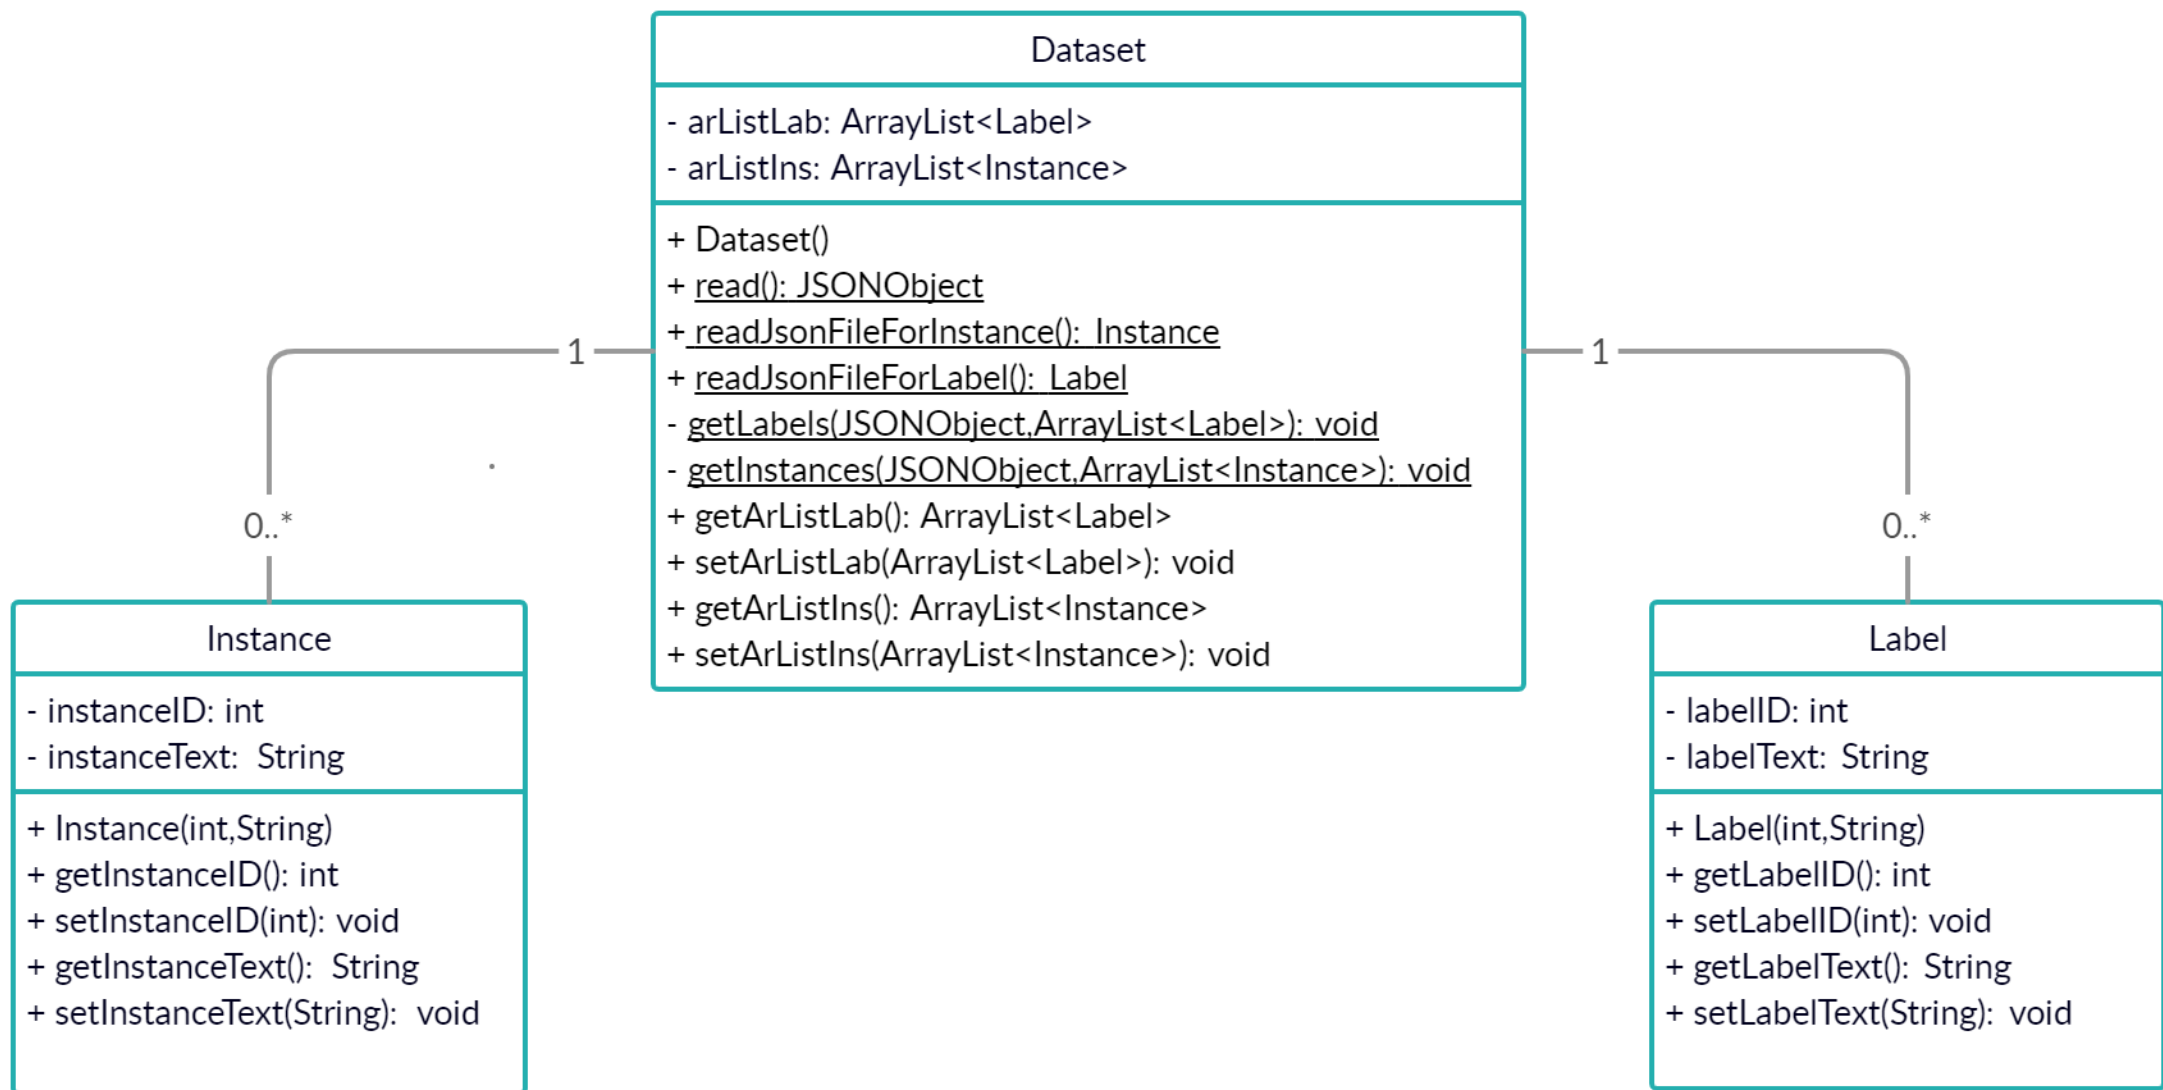 Dataset
- arListLab: ArrayList<Label>
- arListIns: ArrayList<Instance>
+ Dataset()
+ read(): JSONObject
+ readJsonFileForInstance(): Instance
+ readJsonFileForLabel(): Label
- getLabels(JSONObject,ArrayList<Label>): void
- getInstances(JSONObject,ArrayList<Instance>): void
+ getArListLab(): ArrayList<Label>
+ setArListLab(ArrayList<Label>): void
+ getArListIns(): ArrayList<Instance>
+ setArListIns(ArrayList<Instance>): void
1
1
0..*
0..*
Instance
- instanceID: int
- instanceText: String
+ Instance(int,String)
+ getInstanceID(): int
+ setInstanceID(int): void
+ getInstanceText(): String
+ setInstanceText(String): void
Label
- labelID: int
- labelText: String
+ Label(int,String)
+ getLabelID(): int
+ setLabelID(int): void
+ getLabelText(): String
+ setLabelText(String): void